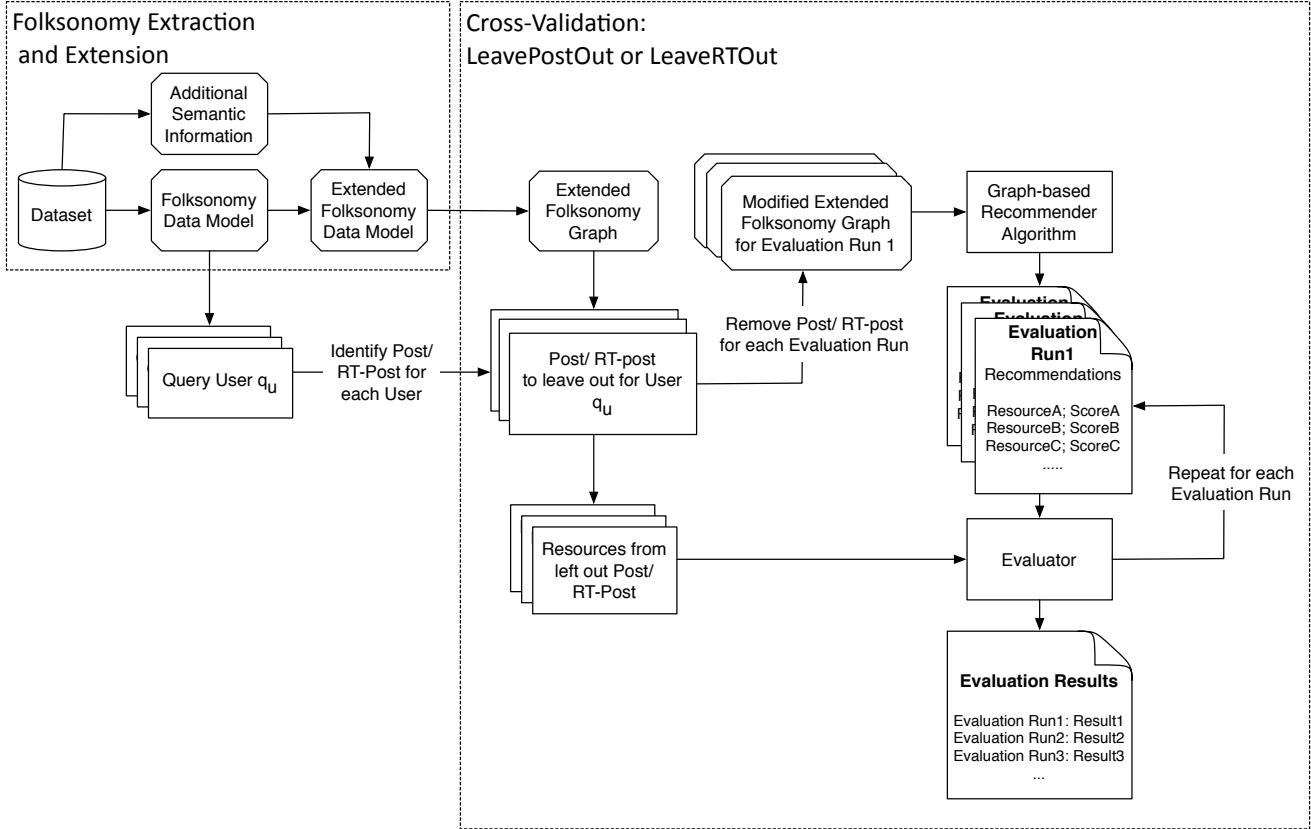 Folksonomy Extraction
and Extension
Additional
Semantic
Information
Dataset
Folksonomy
Data Model
Extended
Folksonomy
Data Model
Query User qu
Identify Post/
RT-Post for
each User
Cross-Validation:
LeavePostOut or LeaveRTOut
Extended
Folksonomy
Graph
Modified Extended
Folksonomy Graph
for Evaluation Run 1
Graph-based
Recommender
Algorithm
Post/ RT-post
to leave out for User
qu
Remove Post/ RT-post
for each Evaluation Run
Evaluation
Evaluation
Evaluation
Run1
Recommendations
ResourceA; ScoreA
ResourceB; ScoreB
ResourceC; ScoreC
.....
Repeat for each
Evaluation Run
Resources from
left out Post/
RT-Post
Evaluator
Evaluation Results
Evaluation Run1: Result1
Evaluation Run2: Result2
Evaluation Run3: Result3
...